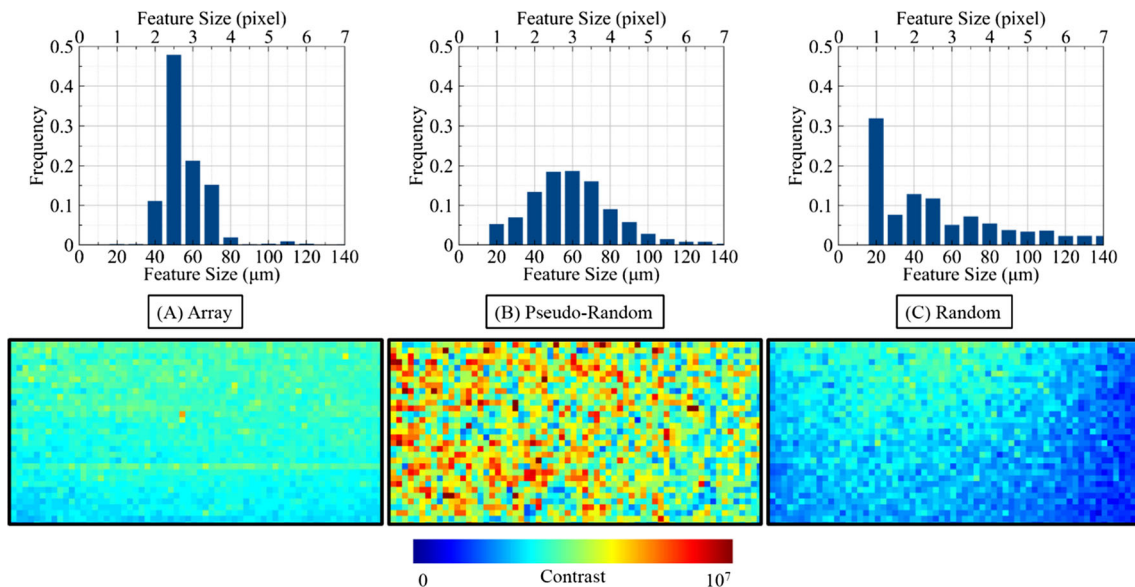 Feature Size (pixel)
0 1 2 3 4 5 6 7
0.5
0.4
0.3
0.2
0.1
0
Frequency
20 40 60 80 100 120 140
Feature Size (μm)
(A) Array
Feature Size (pixel)
0 1 2 3 4 5 6 7
0.5
0.4
0.3
0.2
0.1
0
Frequency
0 20 40 60 80 100 120 140
Feature Size (μm)
(B) Pseudo-Random
Feature Size (pixel)
0 1 2 3 4 5 6 7
0.5
0.4
0.3
0.2
0.1
0
Frequency
0 20 40 60 80 100 120 140
Feature Size (μm)
(C) Random
0 Contrast 10⁷